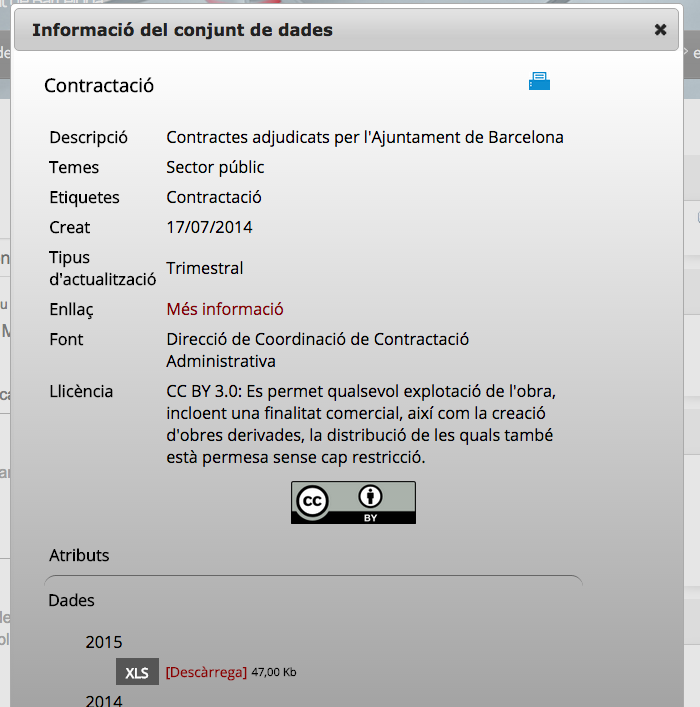 Informació del conjunt de dades
Contractació
Descripció Contractes adjudicats per l'Ajuntament de Barcelona
Temes Sector públic
Etiquetes Contractació
Creat 17/07/2014
Tipus
d'actualització Trimestral
Enllaç Més informació
Font Direcció de Coordinació de Contractació
Administrativa
Llicència CC BY 3.0: Es permet qualsevol explotació de l'obra,
incloent una finalitat comercial, així com la creació
d'obres derivades, la distribució de les quals també
està permesa sense cap restricció.
CC
BY
Atributs
Dades
2015
XLS [Descàrrega] 47,00 Kb
2014